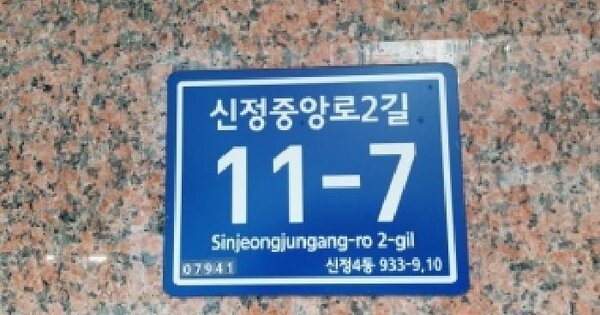 신정중앙로2길
11-7
Sinjeongjungang-ro 2-gil
07941 신정4동 933-9,10